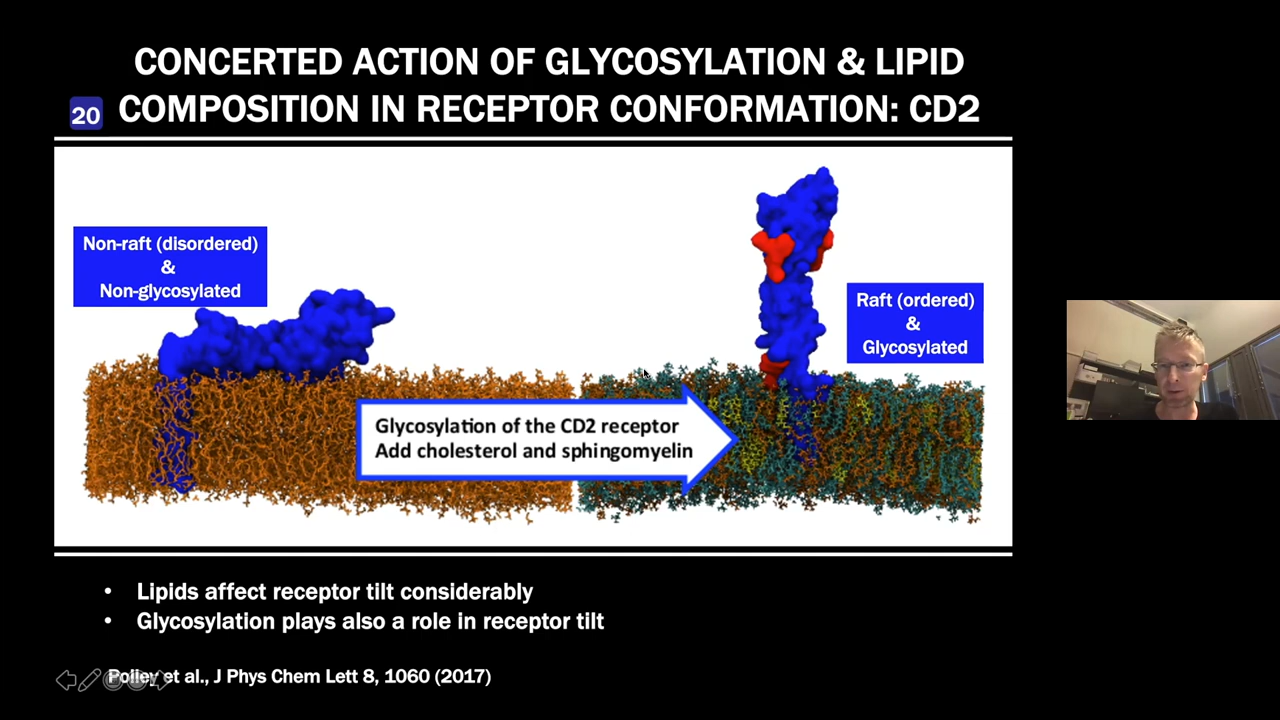 CONCERTED ACTION OF GLYCOSYLATION & LIPID
20 COMPOSITION IN RECEPTOR CONFORMATION: CD2
Non-raft (disordered)
&
Non-glycosylated
Raft (ordered)
&
Glycosylated
Glycosylation of the CD2 receptor
Add cholesterol and sphingomyelin
• Lipids affect receptor tilt considerably
• Glycosylation plays also a role in receptor tilt
Polley et al., J Phys Chem Lett 8, 1060 (2017)